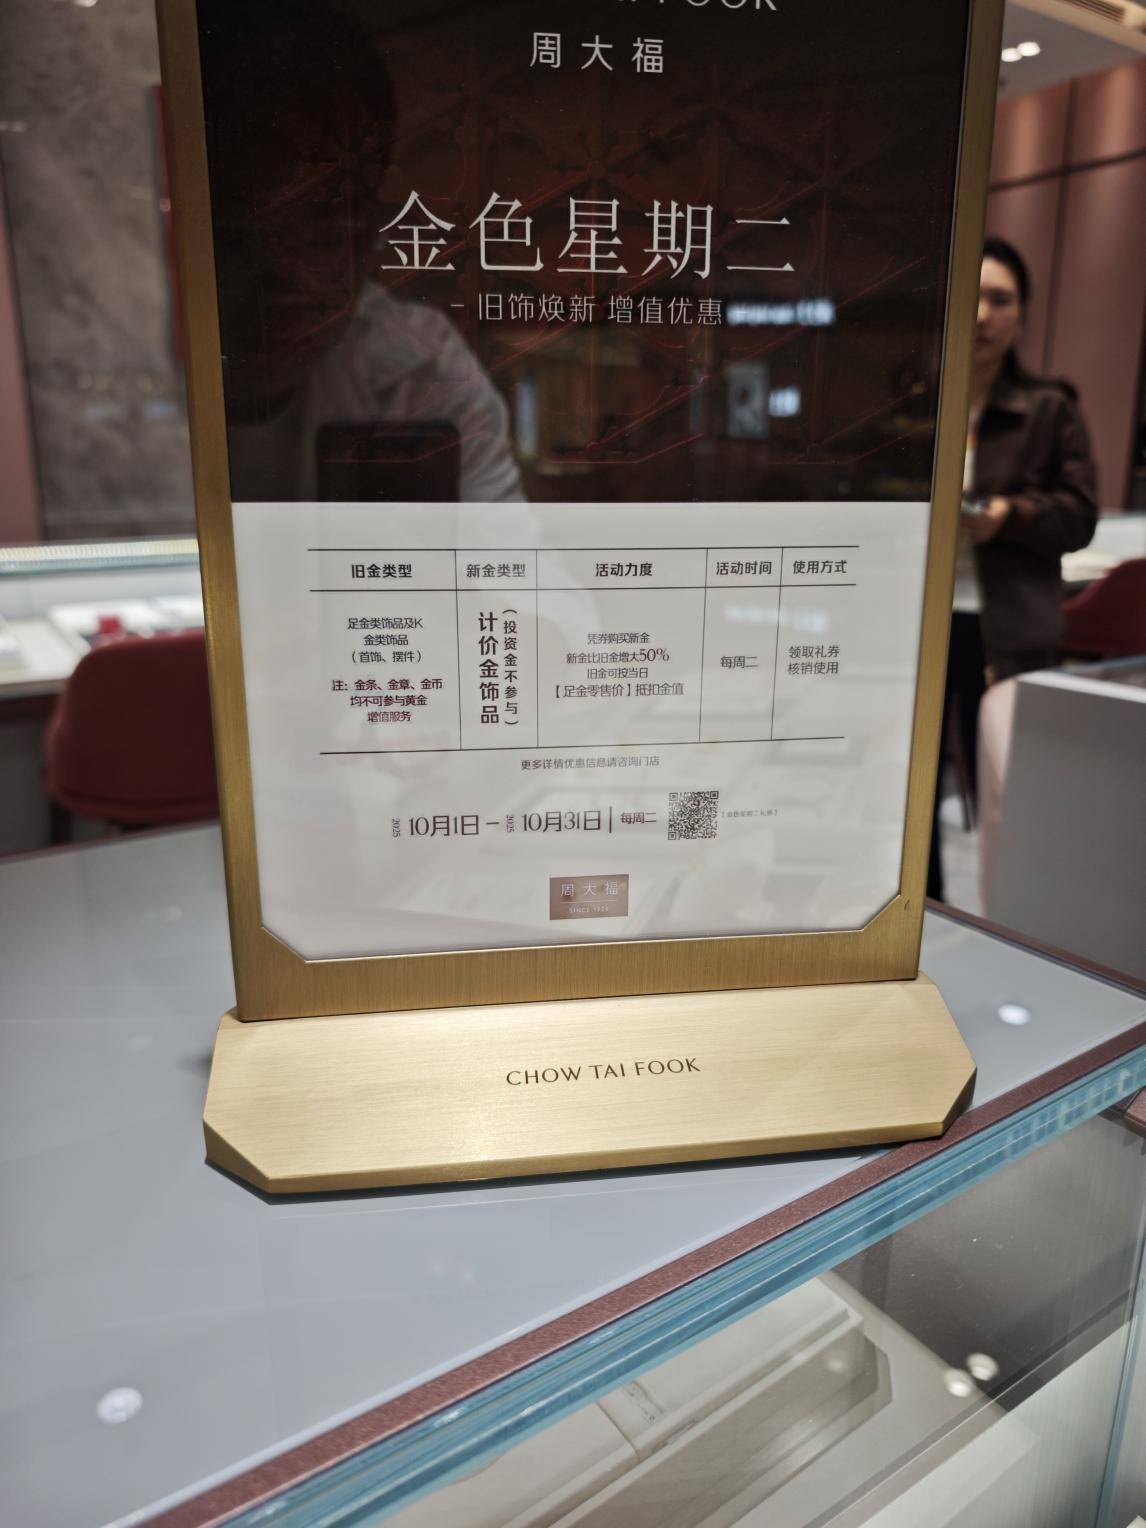 周大福
金色星期二
– 旧饰焕新 增值优惠
旧金类型
新金类型
活动力度
活动时间
使用方式
足金类饰品及K
金类饰品
（首饰、摆件）
注：金条、金章、金币
均不可参与黄金
增值服务
计价金饰品
（投资金不参与）
凭券购买新金
新金比旧金增大50%
旧金可按当日
【足金零售价】抵扣金值
每周二
领取礼券
核销使用
更多详情优惠信息请咨询门店
2025 10月1日 – 2025 10月31日 | 每周二
【金色星期二礼券】
周大福
SINCE 1929
CHOW TAI FOOK